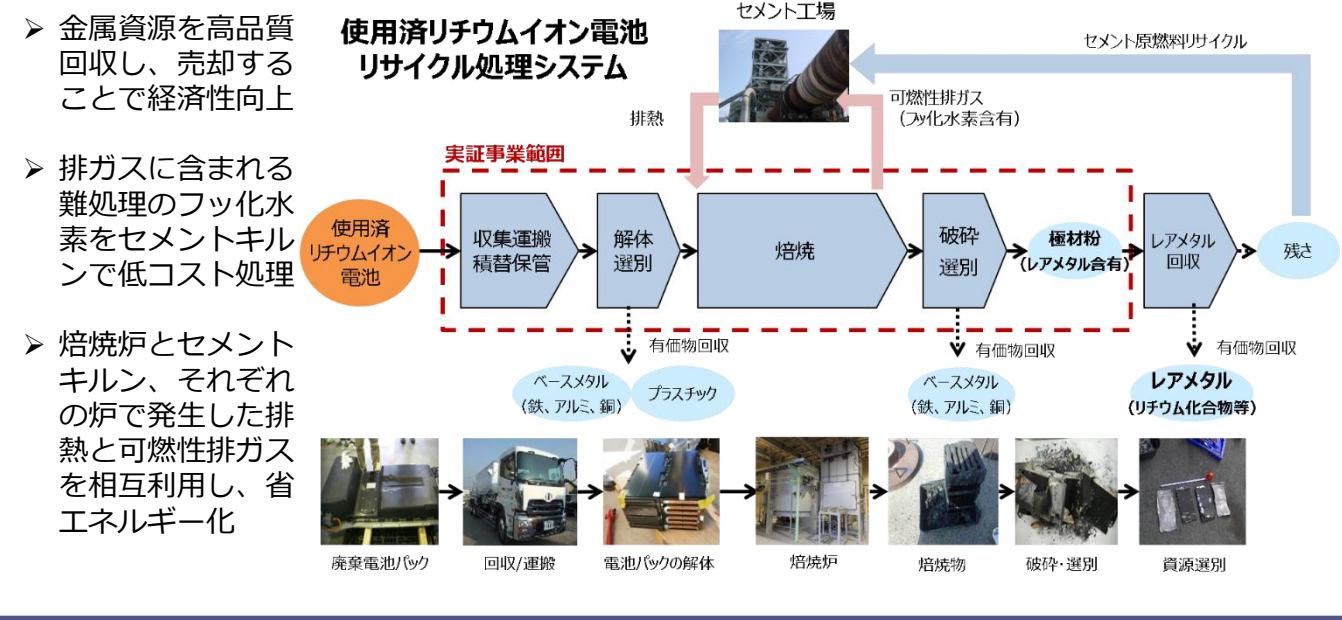 ➢ 金属資源を高品質
回収し、売却する
ことで経済性向上
➢ 排ガスに含まれる
難処理のフッ化水
素をセメントキル
ンで低コスト処理
➢ 焙焼炉とセメント
キルン、それぞれ
の炉で発生した排
熱と可燃性排ガス
を相互利用し、省
エネルギー化
使用済リチウムイオン電池
リサイクル処理システム
セメント工場
セメント原燃料リサイクル
排熱
可燃性排ガス
（フッ化水素含有）
実証事業範囲
使用済
リチウムイオン
電池
収集運搬
積替保管
解体
選別
焙焼
破砕
選別
極材粉
（レアメタル含有）
レアメタル
回収
残さ
有価物回収
ベースメタル
（鉄、アルミ、銅）
プラスチック
有価物回収
ベースメタル
（鉄、アルミ、銅）
有価物回収
レアメタル
（リチウム化合物等）
廃棄電池パック
回収/運搬
電池パックの解体
焙焼炉
焙焼物
破砕・選別
資源選別